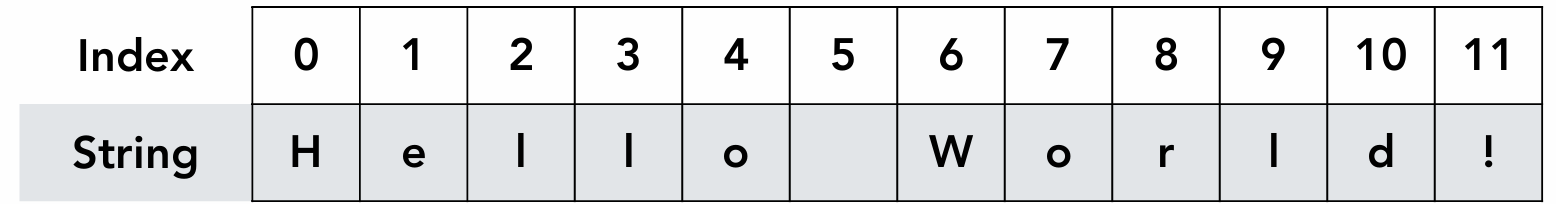 Index 0 1 2 3 4 5 6 7 8 9 10 11
String H e l l o W o r l d !